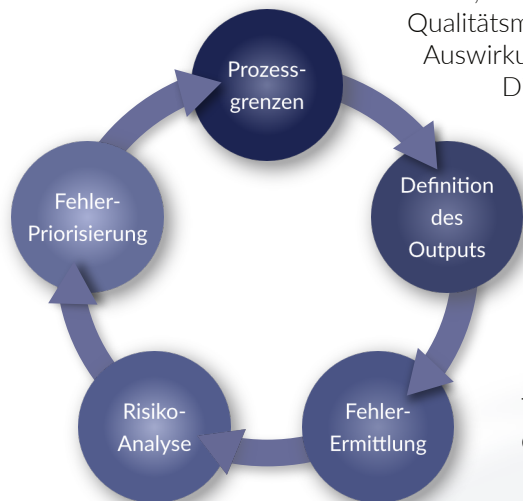 Qualitätsm
Auswirku
D
Prozess-
grenzen
Definition
des
Outputs
Fehler-
Ermittlung
Risiko-
Analyse
Fehler-
Priorisierung